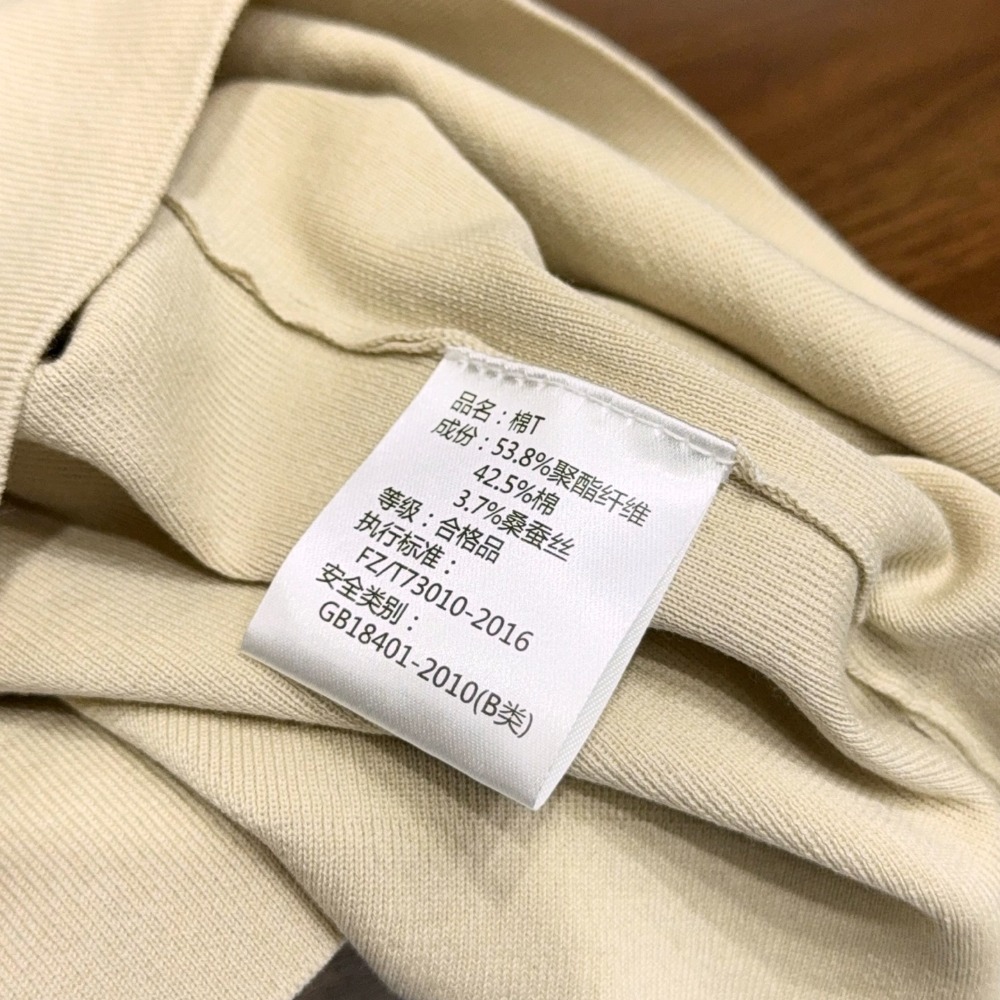 品名：棉T
成份：53.8%聚酯纤维
42.5%棉
3.7%桑蚕丝
等级：合格品
执行标准：
FZ/T73010-2016
安全类别：
GB18401-2010(B类)